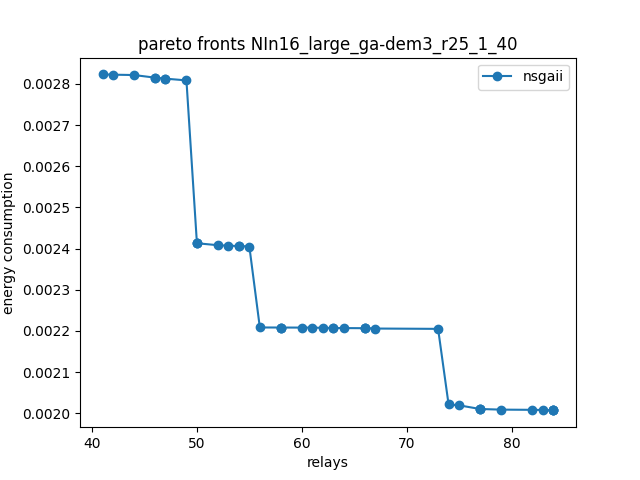 pareto fronts NIn16_large_ga-dem3_r25_1_40
nsgaii
energy consumption
0.0028
0.0027
0.0026
0.0025
0.0024
0.0023
0.0022
0.0021
0.0020
40 50 60 70 80
relays